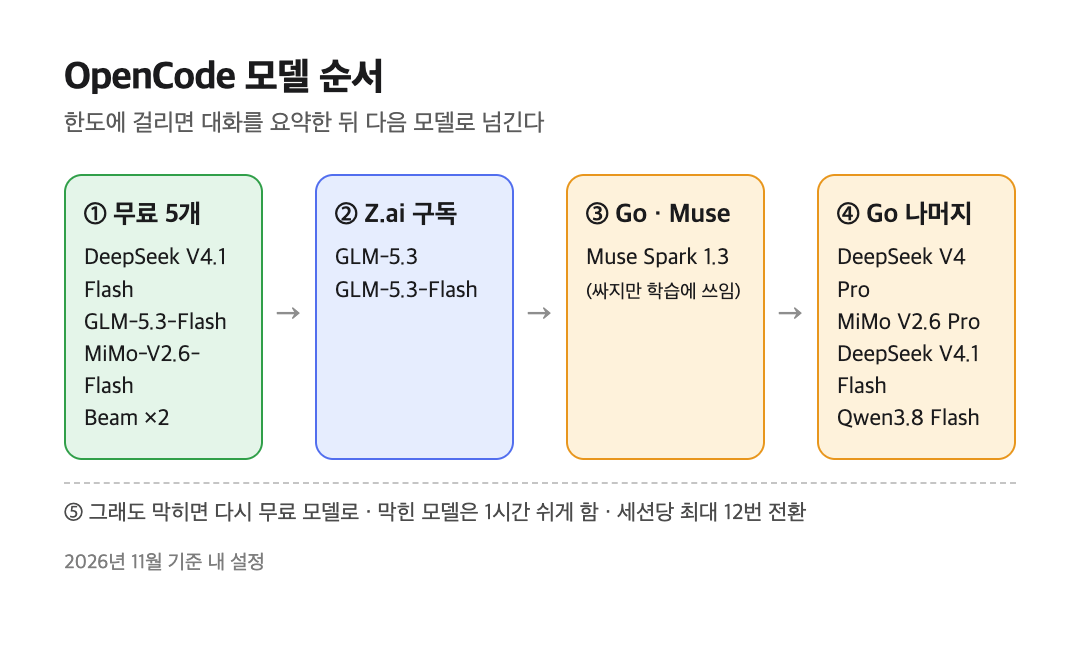 OpenCode 모델 순서
한도에 걸리면 대화를 요약한 뒤 다음 모델로 넘긴다
① 무료 5개
DeepSeek V4.1
Flash
GLM-5.3-Flash
MiMo-V2.6-
Flash
Beam ×2
→
② Z.ai 구독
GLM-5.3
GLM-5.3-Flash
→
③ Go · Muse
Muse Spark 1.3
(싸지만 학습에 쓰임)
→
④ Go 나머지
DeepSeek V4
Pro
MiMo V2.6 Pro
DeepSeek V4.1
Flash
Qwen3.8 Flash
⑤ 그래도 막히면 다시 무료 모델로 · 막힌 모델은 1시간 쉬게 함 · 세션당 최대 12번 전환
2026년 11월 기준 내 설정